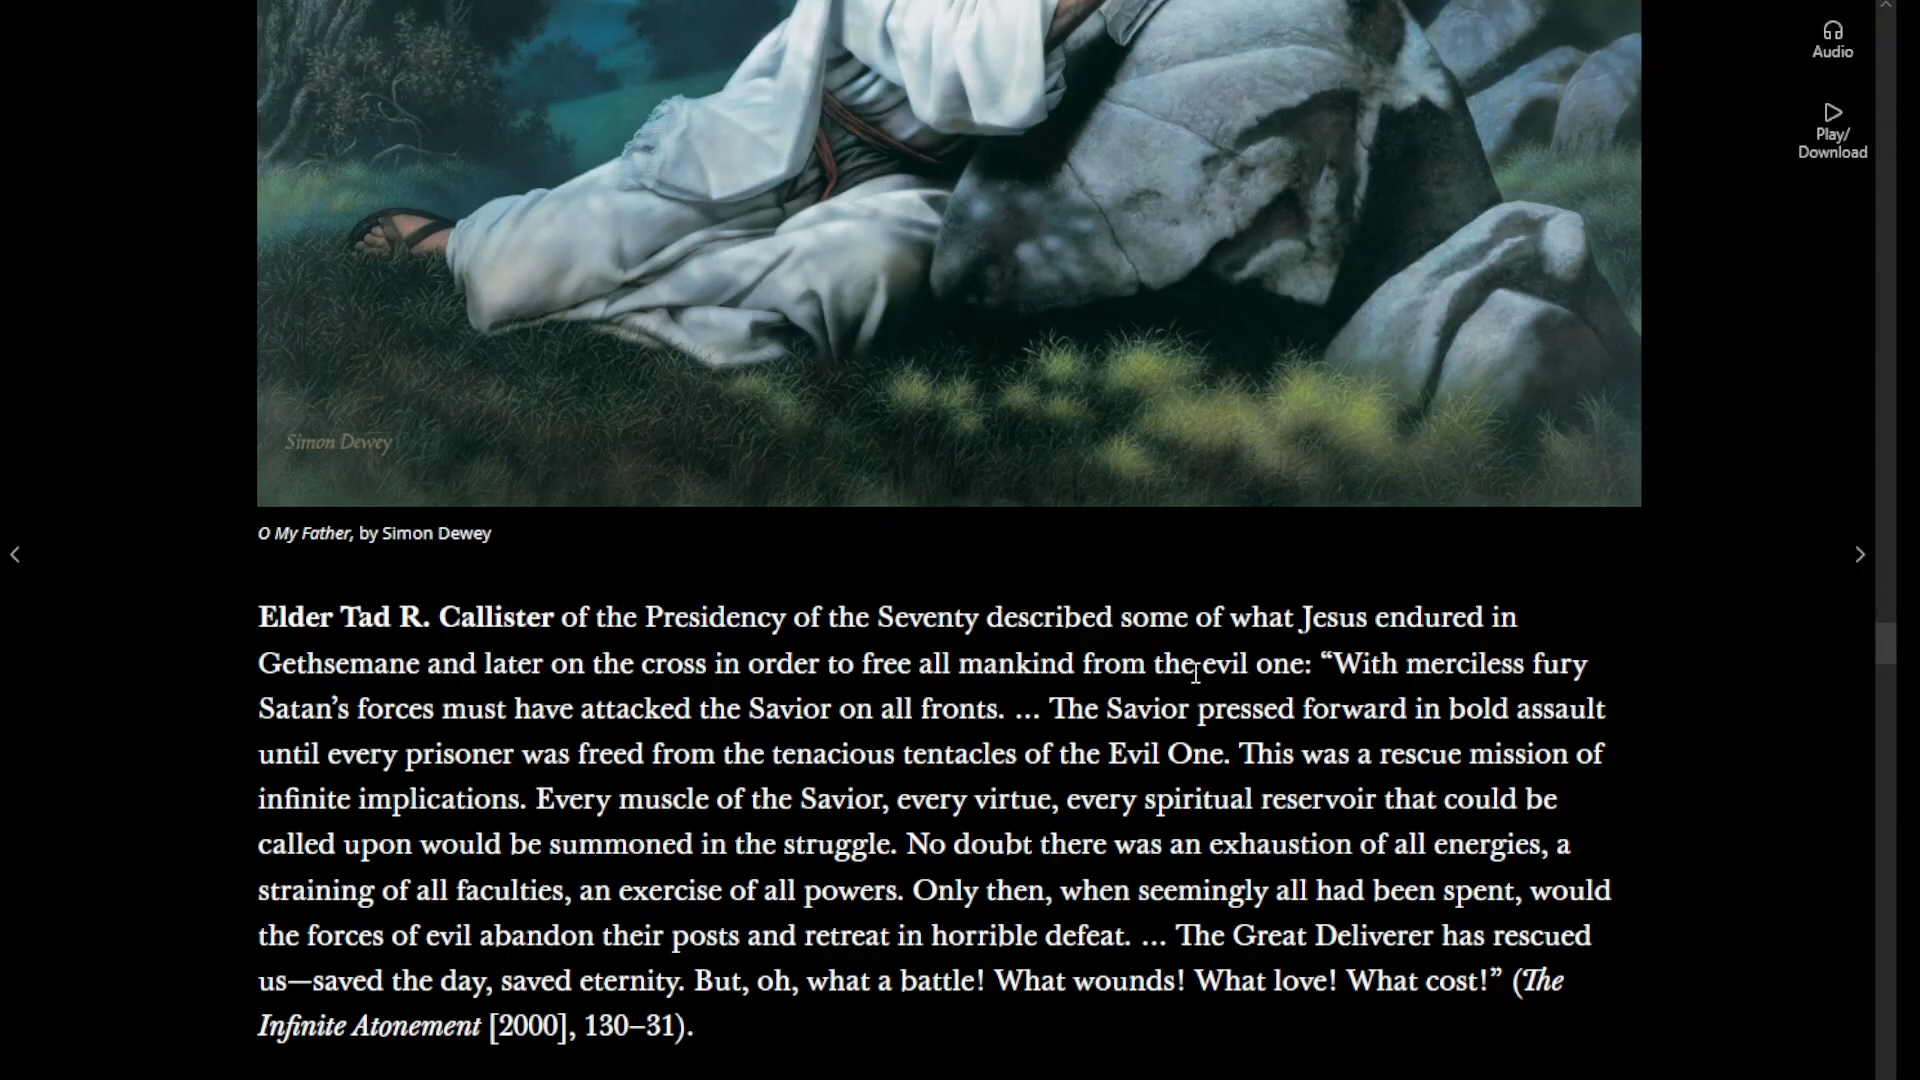 Audio
Play/
Download
Simon Dewey
O My Father, by Simon Dewey
Elder Tad R. Callister of the Presidency of the Seventy described some of what Jesus endured in
Gethsemane and later on the cross in order to free all mankind from the evil one: “With merciless fury
Satan’s forces must have attacked the Savior on all fronts. … The Savior pressed forward in bold assault
until every prisoner was freed from the tenacious tentacles of the Evil One. This was a rescue mission of
infinite implications. Every muscle of the Savior, every virtue, every spiritual reservoir that could be
called upon would be summoned in the struggle. No doubt there was an exhaustion of all energies, a
straining of all faculties, an exercise of all powers. Only then, when seemingly all had been spent, would
the forces of evil abandon their posts and retreat in horrible defeat. … The Great Deliverer has rescued
us—saved the day, saved eternity. But, oh, what a battle! What wounds! What love! What cost!” (The
Infinite Atonement [2000], 130–31).